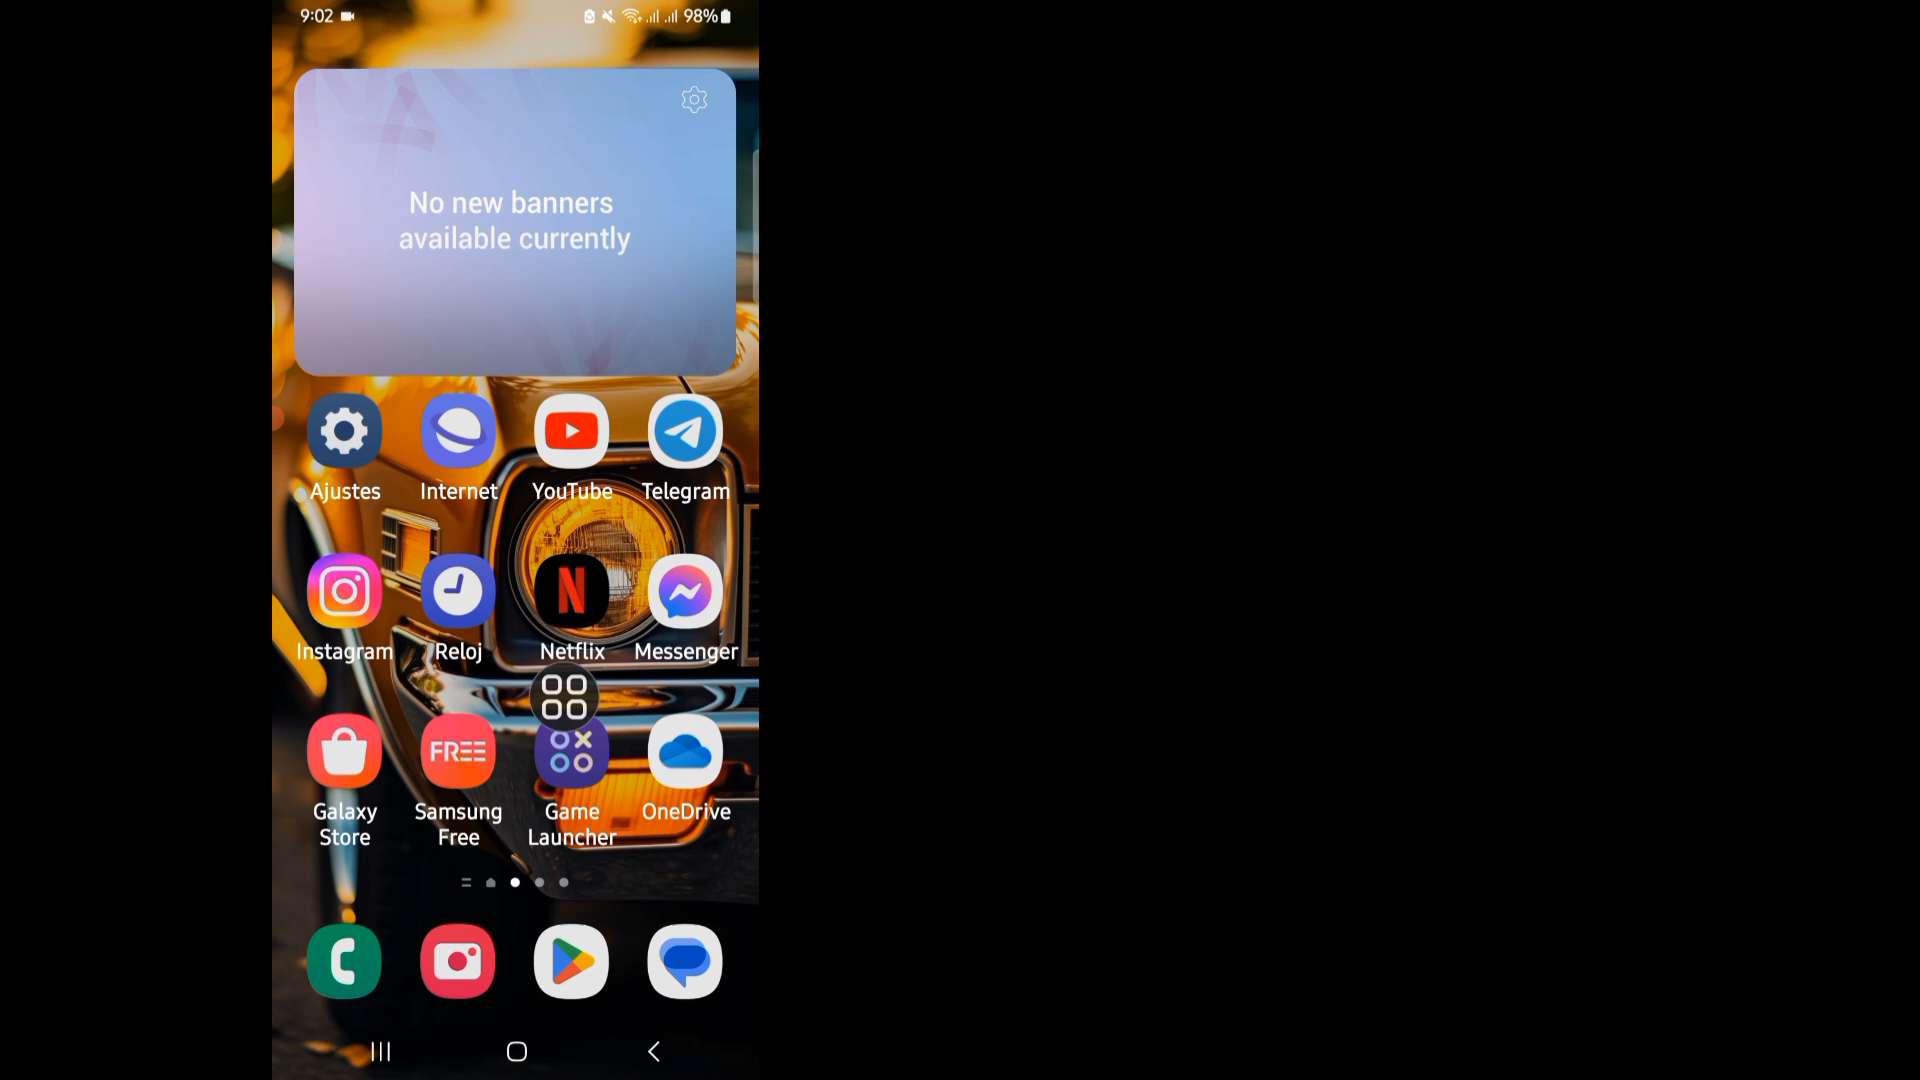 9:02
98%
No new banners
available currently
Ajustes
Internet
YouTube
Telegram
Instagram
Reloj
N
Netflix
Messenger
FREE
Galaxy
Store
Samsung
Free
Game
Launcher
OneDrive